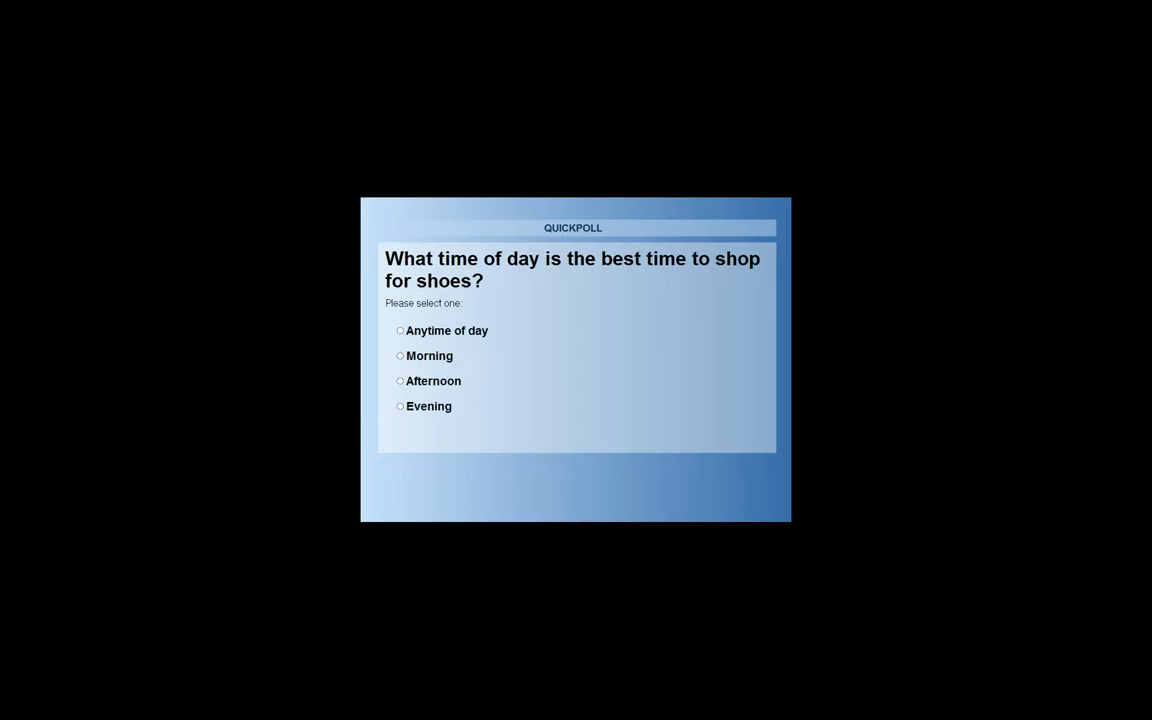 QUICKPOLL
What time of day is the best time to shop
for shoes?
Please select one:
Anytime of day
Morning
Afternoon
Evening